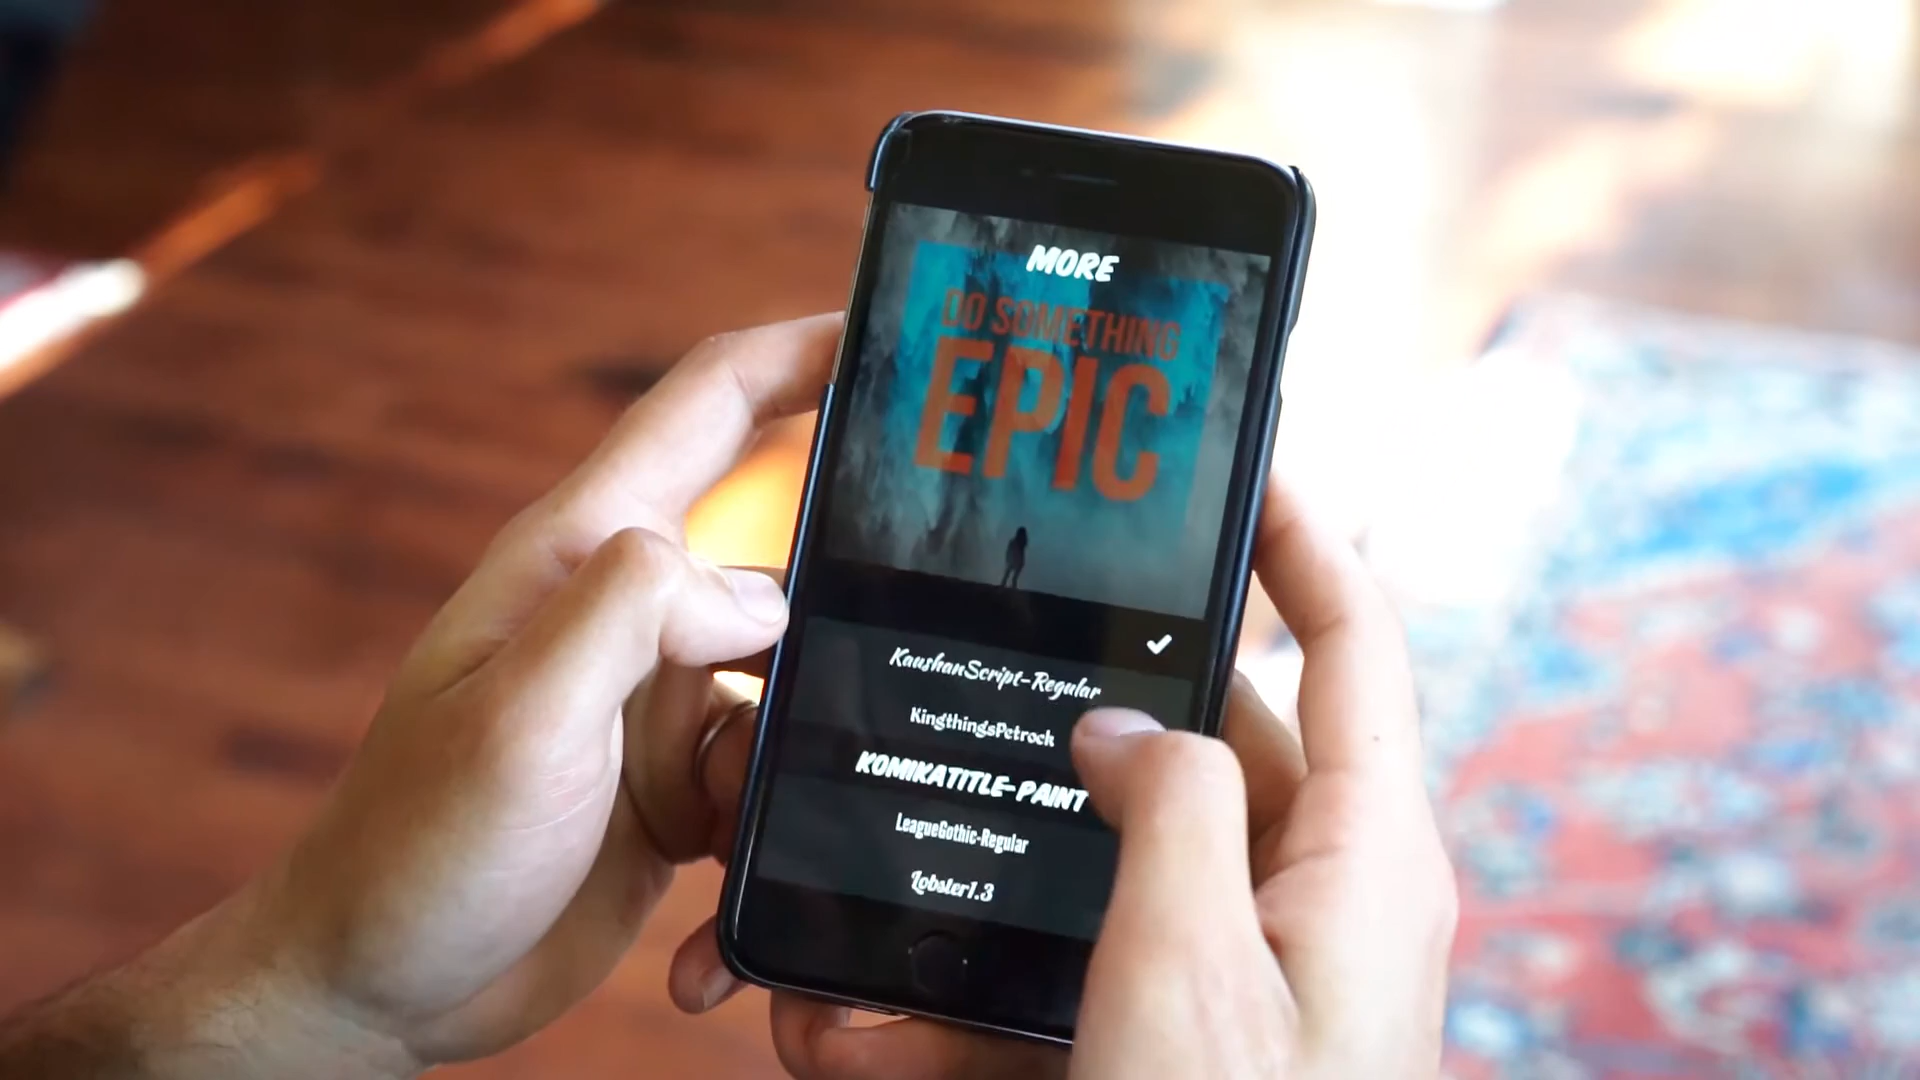 MORE
DO SOMETHING
EPIC
KaushanScript-Regular
KingthingsPetrock
KOMIKATITLE-PAINT
LeagueGothic-Regular
Lobster1.3